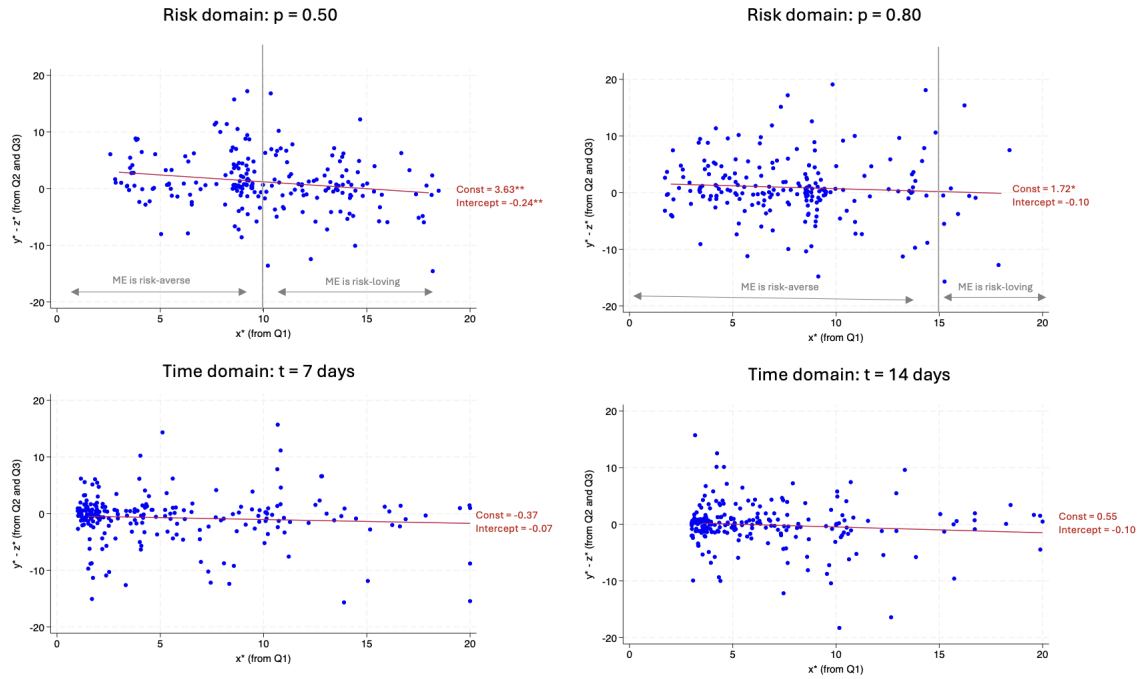 Risk domain: p = 0.50
20
10
0
-10
-20
y* - z* (from Q2 and Q3)
Const = 3.63**
Intercept = -0.24**
ME is risk-averse
ME is risk-loving
0 5 10 15 20
x* (from Q1)
Risk domain: p = 0.80
20
10
0
-10
-20
y* - z* (from Q2 and Q3)
Const = 1.72*
Intercept = -0.10
ME is risk-averse
ME is risk-loving
0 5 10 15 20
x* (from Q1)
Time domain: t = 7 days
20
10
0
-10
-20
y* - z* (from Q2 and Q3)
Const = -0.37
Intercept = -0.07
0 5 10 15 20
x* (from Q1)
Time domain: t = 14 days
20
10
0
-10
-20
y* - z* (from Q2 and Q3)
Const = 0.55
Intercept = -0.10
0 5 10 15 20
x* (from Q1)